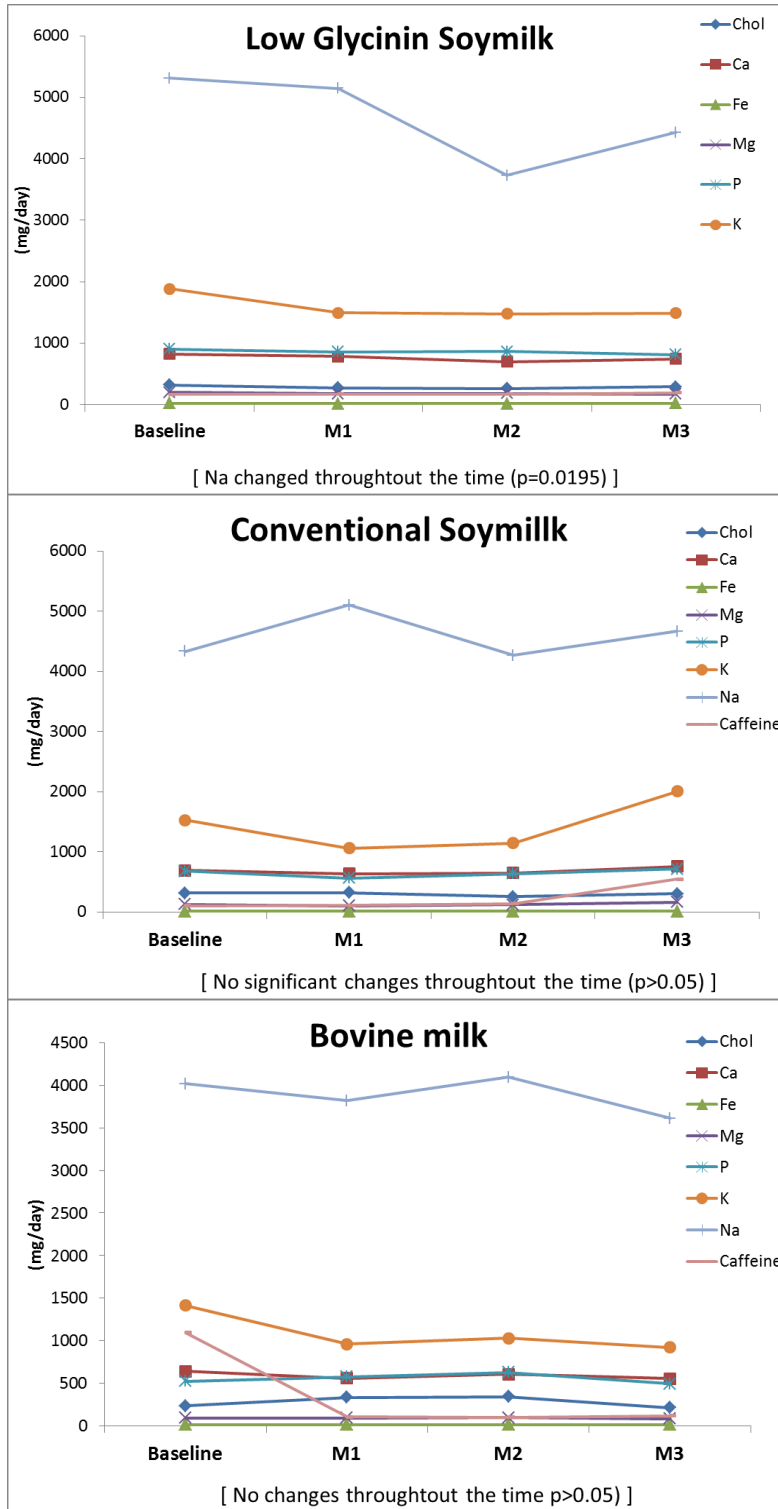 Low Glycinin Soymilk
(mg/day)
6000
5000
4000
3000
2000
1000
0
Baseline M1 M2 M3
Chol
Ca
Fe
Mg
P
K
[ Na changed throughtout the time (p=0.0195) ]
Conventional Soymillk
(mg/day)
6000
5000
4000
3000
2000
1000
0
Baseline M1 M2 M3
Chol
Ca
Fe
Mg
P
K
Na
Caffeine
[ No significant changes throughtout the time (p>0.05) ]
Bovine milk
(mg/day)
4500
4000
3500
3000
2500
2000
1500
1000
500
0
Baseline M1 M2 M3
Chol
Ca
Fe
Mg
P
K
Na
Caffeine
[ No changes throughtout the time p>0.05) ]